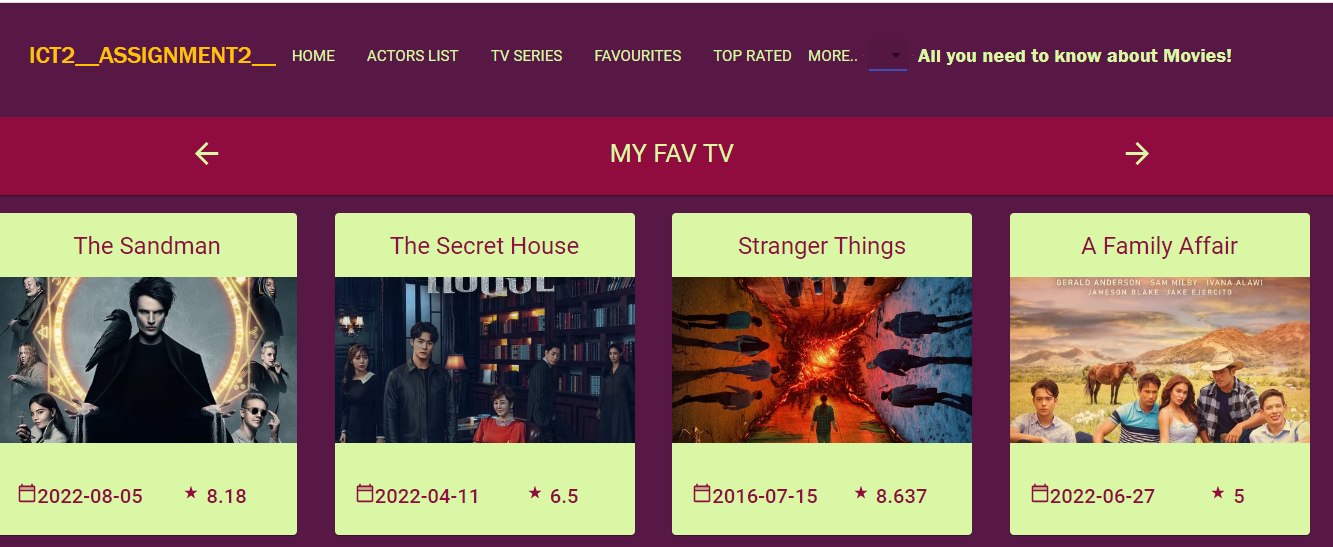 ICT2__ASSIGNMENT2__ HOME ACTORS LIST TV SERIES FAVOURITES TOP RATED MORE.. All you need to know about Movies!
MY FAV TV
The Sandman
2022-08-05 8.18
The Secret House
HOUSE
2022-04-11 6.5
Stranger Things
2016-07-15 8.637
A Family Affair
GERALD ANDERSON SAM MILBY IVANA ALAWI
JAMESON BLAKE JAKE EJERCITO
2022-06-27 5